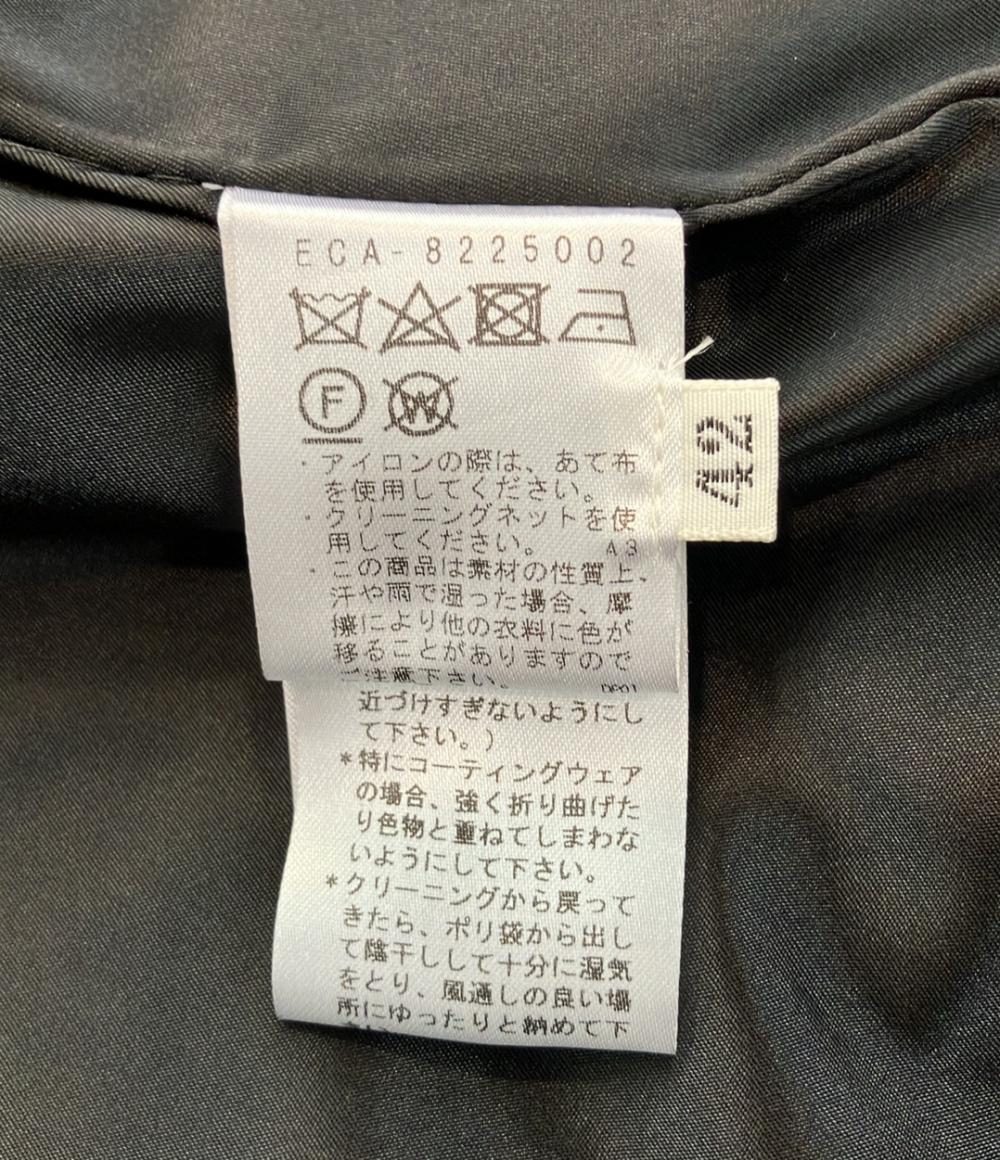 ECA-8225002
F W
42
・アイロンの際は、あて布
を使用してください。
・クリーニングネットを使
用してください。 A3
・この商品は素材の性質上、
汗や雨で湿った場合、摩
擦により他の衣料に色が
移ることがありますので
ご注意下さい。
近づけすぎないようにし
て下さい。)
*特にコーティングウェア
の場合、強く折り曲げた
り色物と重ねてしまわな
いようにして下さい。
*クリーニングから戻って
きたら、ポリ袋から出し
て陰干しして十分に湿気
をとり、風通しの良い場
所にゆったりと納めて下